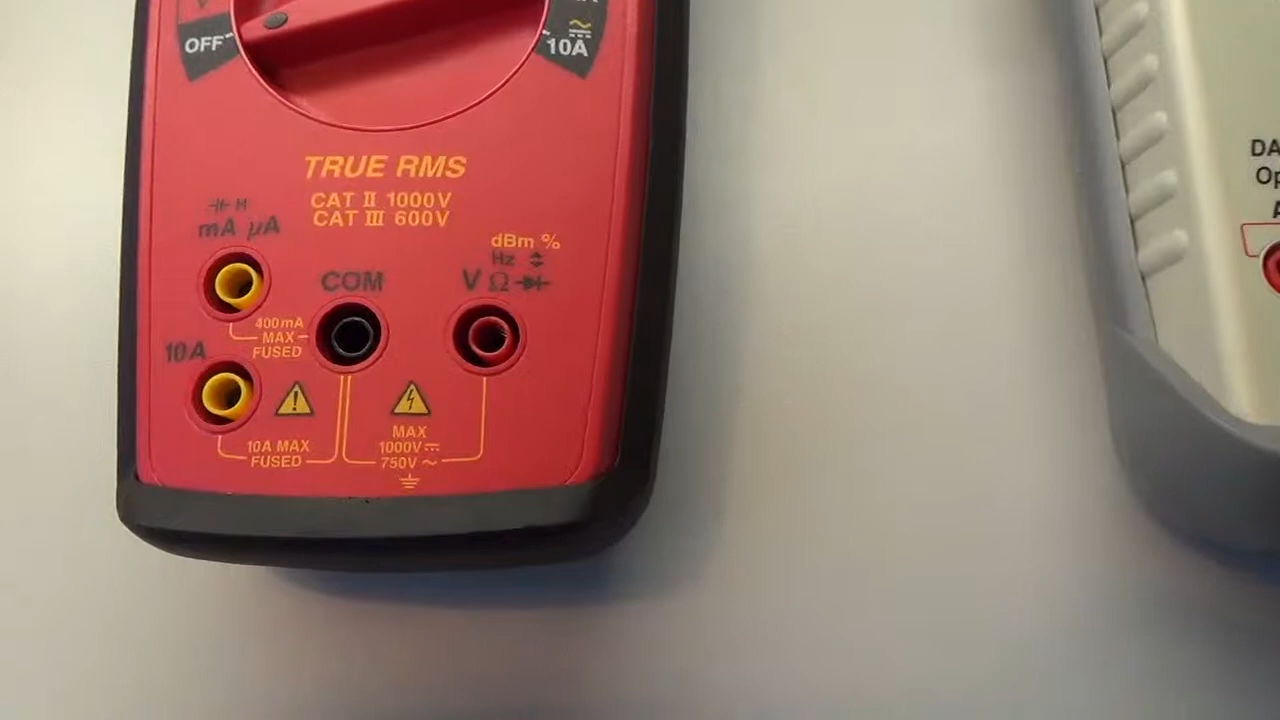 OFF
10A
TRUE RMS
CAT II 1000V
CAT III 600V
mA µA
dBm %
Hz
COM
V Ω
400mA
MAX
FUSED
10A
10A MAX
FUSED
MAX
1000V
750V ~